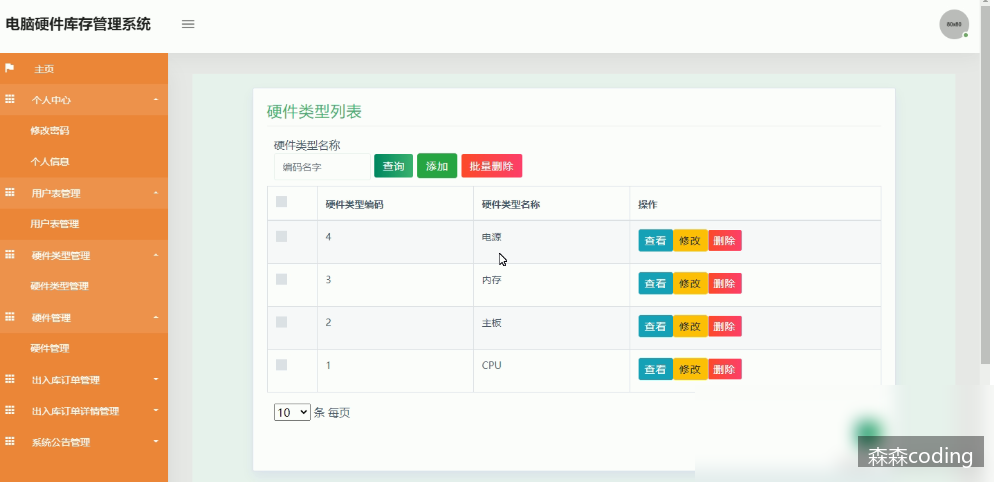 电脑硬件库存管理系统
60x60
主页
个人中心
修改密码
个人信息
用户表管理
用户表管理
硬件类型管理
硬件类型管理
硬件管理
硬件管理
出入库订单管理
出入库订单详情管理
系统公告管理
硬件类型列表
硬件类型名称
编码名字 查询 添加 批量删除
硬件类型编码 硬件类型名称 操作
4 电源 查看 修改 删除
3 内存 查看 修改 删除
2 主板 查看 修改 删除
1 CPU 查看 修改 删除
10 条 每页
森森coding